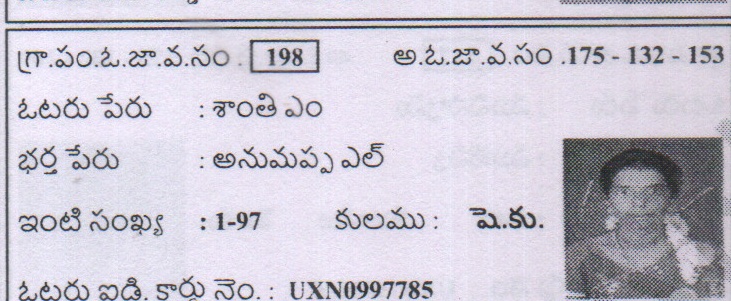 గ్రా.పం.ఓ.జా.వ.సం 198 అ.ఓ.జా.వ.సం .175 - 132 - 153
ఓటరు పేరు : శాంతి ఎం
భర్త పేరు : అనుమప్ప ఎల్
ఇంటి సంఖ్య : 1-97 కులము : షె.కు.
ఓటరు ఐడి. కార్డు నెం. : UXN0997785